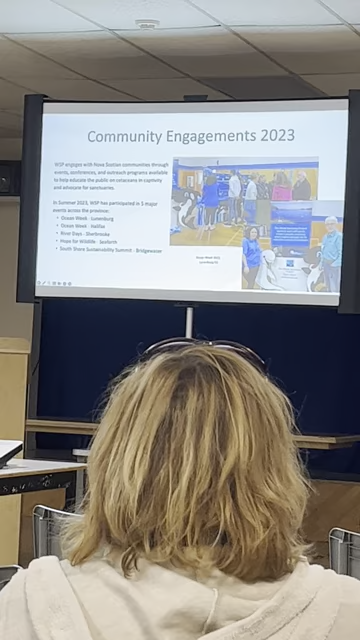 Community Engagements 2023
WSP engages with Nova Scotian communities through
events, conferences, and outreach programs available
to help educate the public on cetaceans in captivity
and advocate for sanctuaries.
In Summer 2023, WSP has participated in 5 major
events across the province:
• Ocean Week - Lunenburg
• Ocean Week - Halifax
• River Days - Sherbrooke
• Hope for Wildlife - Seaforth
• South Shore Sustainability Summit - Bridgewater
Ocean Week 2023,